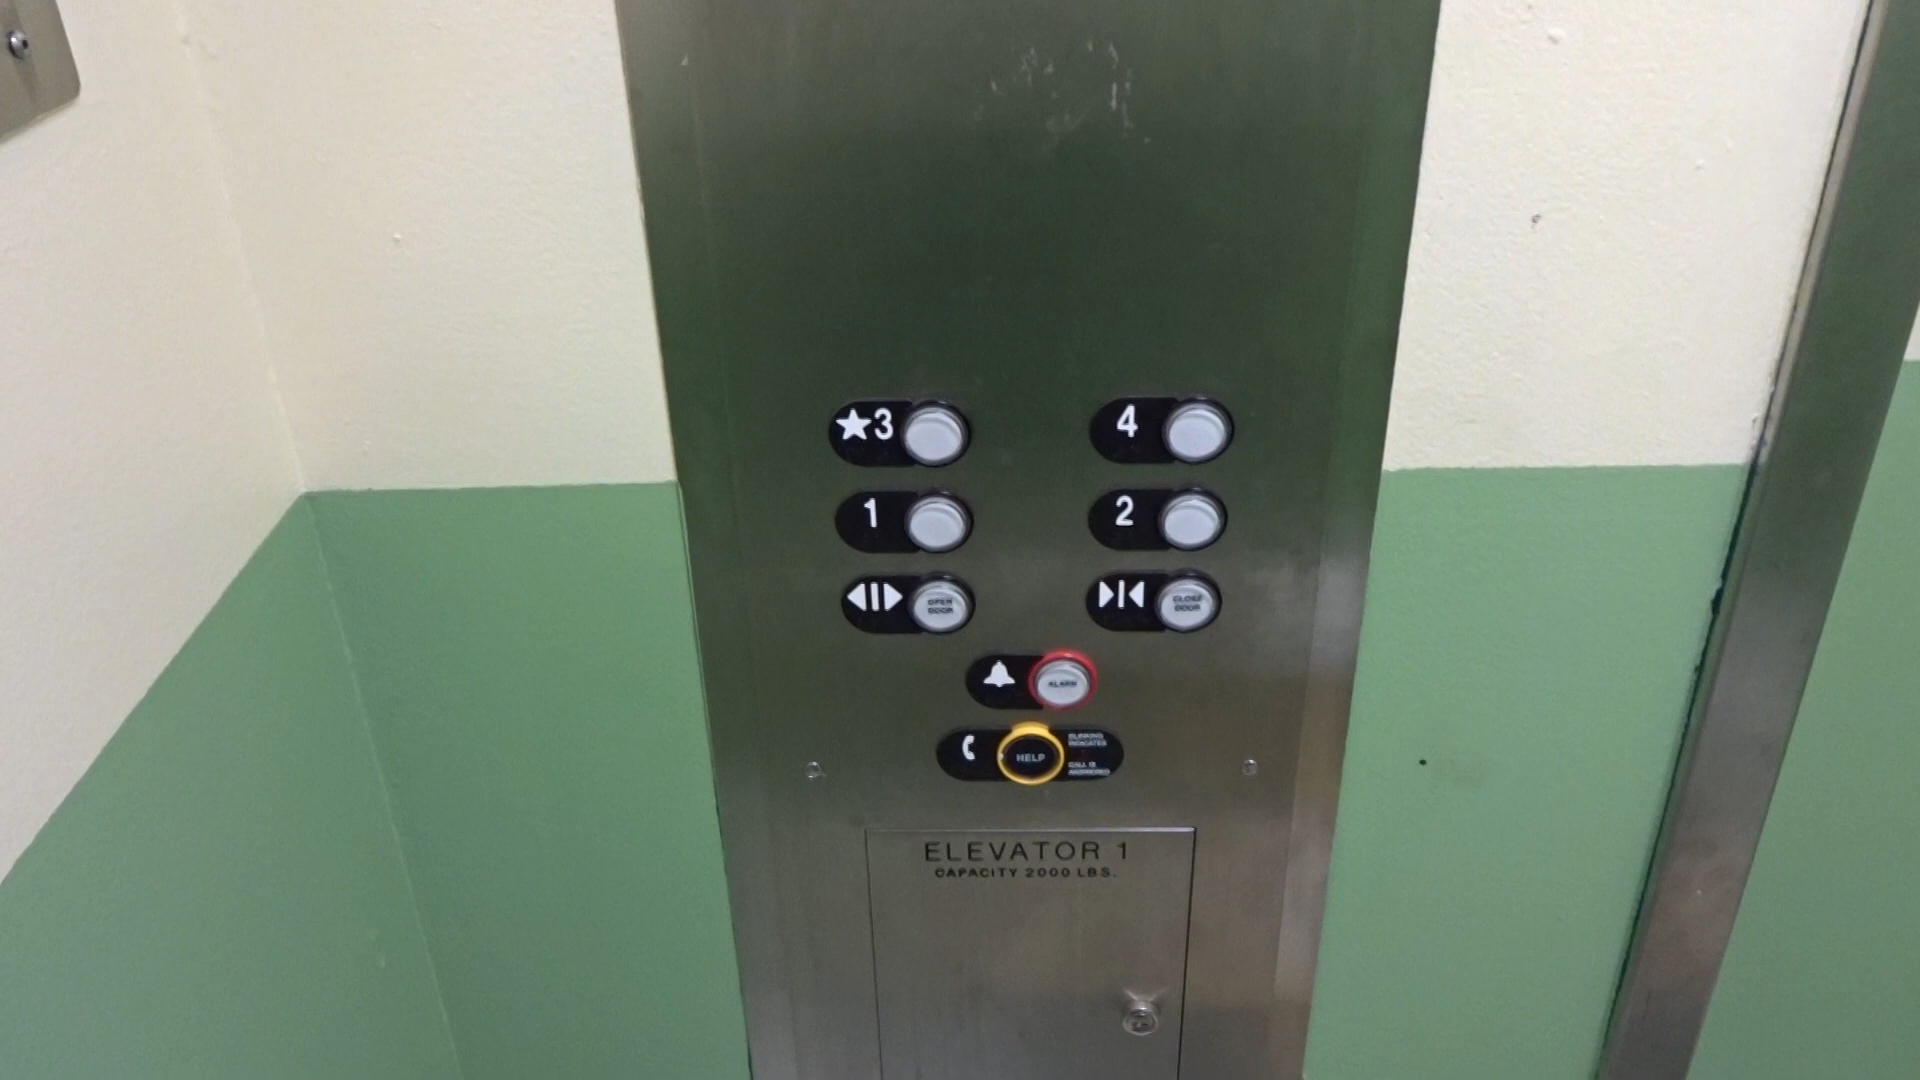 ★3
4
1
2
OPEN
DOOR
CLOSE
DOOR
ALARM
HELP
BLINKING
INDICATES
CALL IS
ANSWERED
ELEVATOR 1
CAPACITY 2000 LBS.